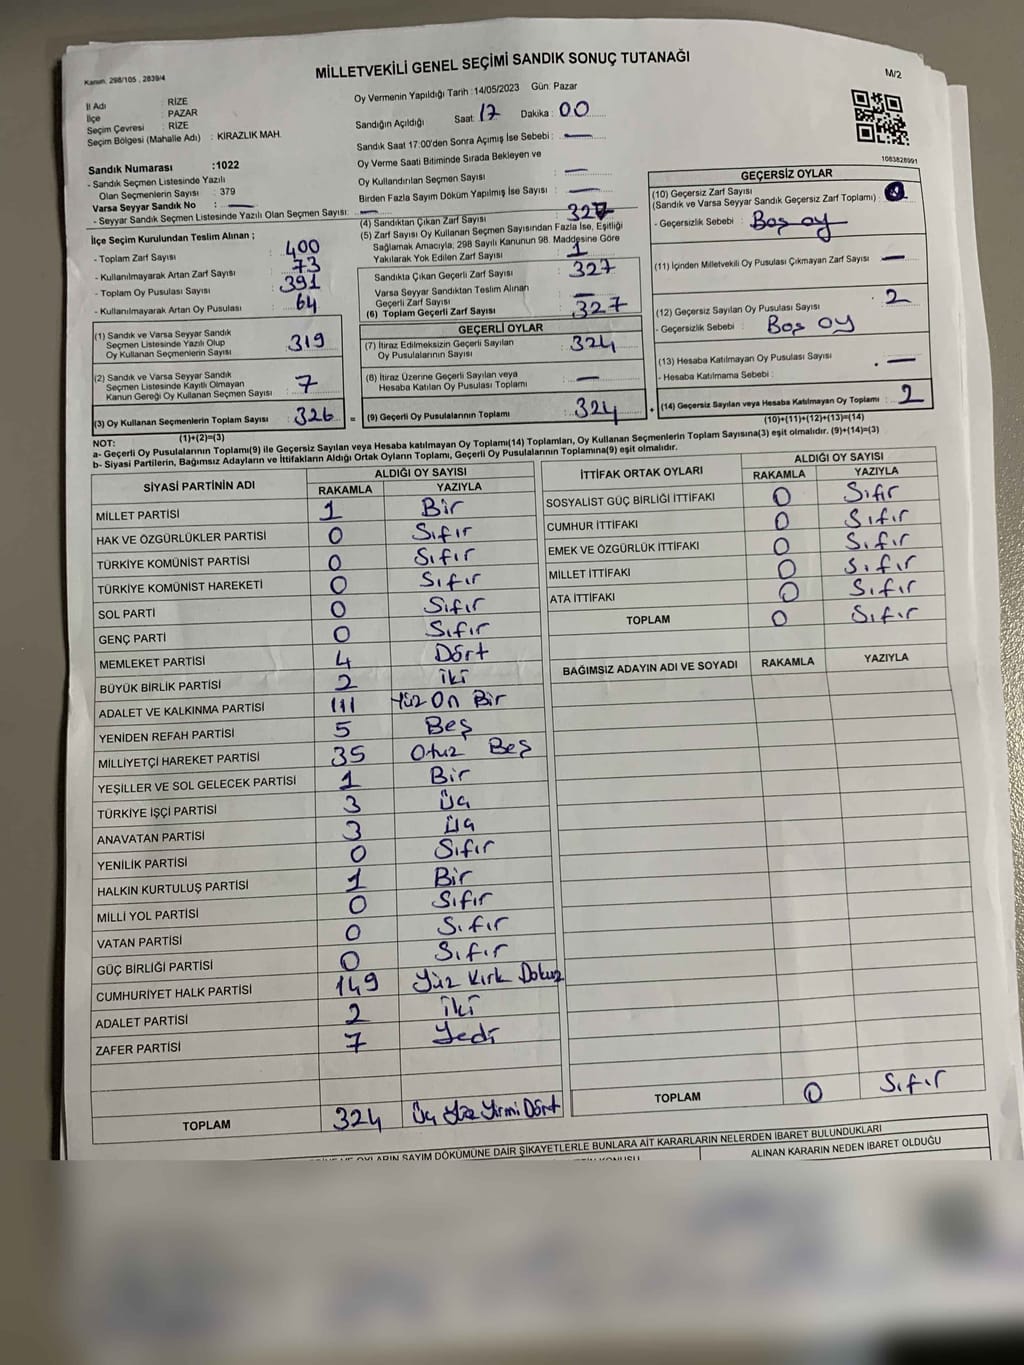 Kanun, 298/105 , 2839/4
MİLLETVEKİLİ GENEL SEÇİMİ SANDIK SONUÇ TUTANAĞI
M/2
İl Adı : RİZE
İlçe : PAZAR
Seçim Çevresi : RİZE
Seçim Bölgesi (Mahalle Adı) : KİRAZLIK MAH.
Sandık Numarası :1022
- Sandık Seçmen Listesinde Yazılı
Olan Seçmenlerin Sayısı : 379
Varsa Seyyar Sandık No : —
- Seyyar Sandık Seçmen Listesinde Yazılı Olan Seçmen Sayısı: —
Oy Vermenin Yapıldığı Tarih :14/05/2023 Gün: Pazar
Sandığın Açıldığı Saat: 17 Dakika : 00
Sandık Saat 17:00'den Sonra Açımış İse Sebebi : —
Oy Verme Saati Bitiminde Sırada Bekleyen ve
Oy Kullandırılan Seçmen Sayısı : —
Birden Fazla Sayım Döküm Yapılmış İse Sayısı : —
1083828991
İlçe Seçim Kurulundan Teslim Alınan ;
- Toplam Zarf Sayısı : 400
- Kullanılmayarak Artan Zarf Sayısı : 73
- Toplam Oy Pusulası Sayısı : 391
- Kullanılmayarak Artan Oy Pusulası : 64
(1) Sandık ve Varsa Seyyar Sandık
Seçmen Listesinde Yazılı Olup
Oy Kullanan Seçmenlerin Sayısı : 319
(2) Sandık ve Varsa Seyyar Sandık
Seçmen Listesinde Kayıtlı Olmayan
Kanun Gereği Oy Kullanan Seçmen Sayısı : 7
(3) Oy Kullanan Seçmenlerin Toplam Sayısı : 326 =
(1)+(2)=(3)
(4) Sandıktan Çıkan Zarf Sayısı : 327
(5) Zarf Sayısı Oy Kullanan Seçmen Sayısından Fazla İse, Eşitliği
Sağlamak Amacıyla, 298 Sayılı Kanunun 98. Maddesine Göre
Yakılarak Yok Edilen Zarf Sayısı : 1
Sandıkta Çıkan Geçerli Zarf Sayısı : 327
Varsa Seyyar Sandıktan Teslim Alınan
Geçerli Zarf Sayısı : —
(6) Toplam Geçerli Zarf Sayısı : 327
GEÇERLİ OYLAR
(7) İtiraz Edilmeksizin Geçerli Sayılan
Oy Pusulalarının Sayısı : 324
(8) İtiraz Üzerine Geçerli Sayılan veya
Hesaba Katılan Oy Pusulası Toplamı : —
(9) Geçerli Oy Pusulalarının Toplamı : 324 +
GEÇERSİZ OYLAR
(10) Geçersiz Zarf Sayısı
(Sandık ve Varsa Seyyar Sandık Geçersiz Zarf Toplamı) :
- Geçersizlik Sebebi : Boş oy
(11) İçinden Milletvekili Oy Pusulası Çıkmayan Zarf Sayısı : —
(12) Geçersiz Sayılan Oy Pusulası Sayısı : 2
- Geçersizlik Sebebi : Boş oy
(13) Hesaba Katılmayan Oy Pusulası Sayısı : —
- Hesaba Katılmama Sebebi :
(14) Geçersiz Sayılan veya Hesaba Katılmayan Oy Toplamı : 2
(10)+(11)+(12)+(13)=(14)
NOT:
a- Geçerli Oy Pusulalarının Toplamı(9) ile Geçersiz Sayılan veya Hesaba katılmayan Oy Toplamı(14) Toplamları, Oy Kullanan Seçmenlerin Toplam Sayısına(3) eşit olmalıdır. (9)+(14)=(3)
b- Siyasi Partilerin, Bağımsız Adayların ve İttifakların Aldığı Ortak Oyların Toplamı, Geçerli Oy Pusulalarının Toplamına(9) eşit olmalıdır.
SİYASİ PARTİNİN ADI ALDIĞI OY SAYISI
RAKAMLA YAZIYLA
MİLLET PARTİSİ 1 Bir
HAK VE ÖZGÜRLÜKLER PARTİSİ 0 Sıfır
TÜRKİYE KOMÜNİST PARTİSİ 0 Sıfır
TÜRKİYE KOMÜNİST HAREKETİ 0 Sıfır
SOL PARTİ 0 Sıfır
GENÇ PARTİ 0 Sıfır
MEMLEKET PARTİSİ 4 Dört
BÜYÜK BİRLİK PARTİSİ 2 İki
ADALET VE KALKINMA PARTİSİ 111 Yüz On Bir
YENİDEN REFAH PARTİSİ 5 Beş
MİLLİYETÇİ HAREKET PARTİSİ 35 Otuz Beş
YEŞİLLER VE SOL GELECEK PARTİSİ 1 Bir
TÜRKİYE İŞÇİ PARTİSİ 3 Üç
ANAVATAN PARTİSİ 3 Üç
YENİLİK PARTİSİ 0 Sıfır
HALKIN KURTULUŞ PARTİSİ 1 Bir
MİLLİ YOL PARTİSİ 0 Sıfır
VATAN PARTİSİ 0 Sıfır
GÜÇ BİRLİĞİ PARTİSİ 0 Sıfır
CUMHURİYET HALK PARTİSİ 149 Yüz Kırk Dokuz
ADALET PARTİSİ 2 İki
ZAFER PARTİSİ 7 Yedi
TOPLAM 324 Üç Yüz Yirmi Dört
İTTİFAK ORTAK OYLARI ALDIĞI OY SAYISI
RAKAMLA YAZIYLA
SOSYALİST GÜÇ BİRLİĞİ İTTİFAKI 0 Sıfır
CUMHUR İTTİFAKI 0 Sıfır
EMEK VE ÖZGÜRLÜK İTTİFAKI 0 Sıfır
MİLLET İTTİFAKI 0 Sıfır
ATA İTTİFAKI 0 Sıfır
TOPLAM 0 Sıfır
BAĞIMSIZ ADAYIN ADI VE SOYADI RAKAMLA YAZIYLA
TOPLAM 0 Sıfır
SAYIM DÖKÜMÜNE DAİR ŞİKAYETLERLE BUNLARA AİT KARARLARIN NELERDEN İBARET BULUNDUKLARI
ALINAN KARARIN NEDEN İBARET OLDUĞU